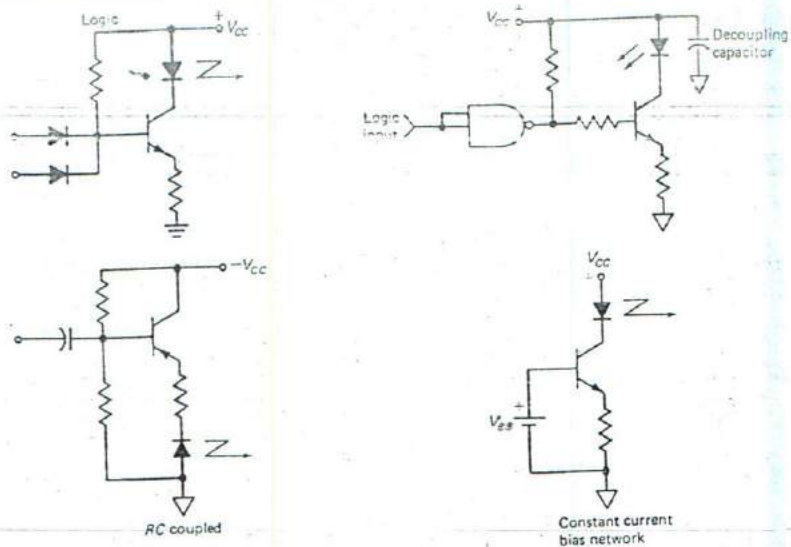 Logic
+
Vcc
+
Vcc
Decoupling
capacitor
Logic
input
−Vcc
RC coupled
Vcc
+
VBB
Constant current
bias network